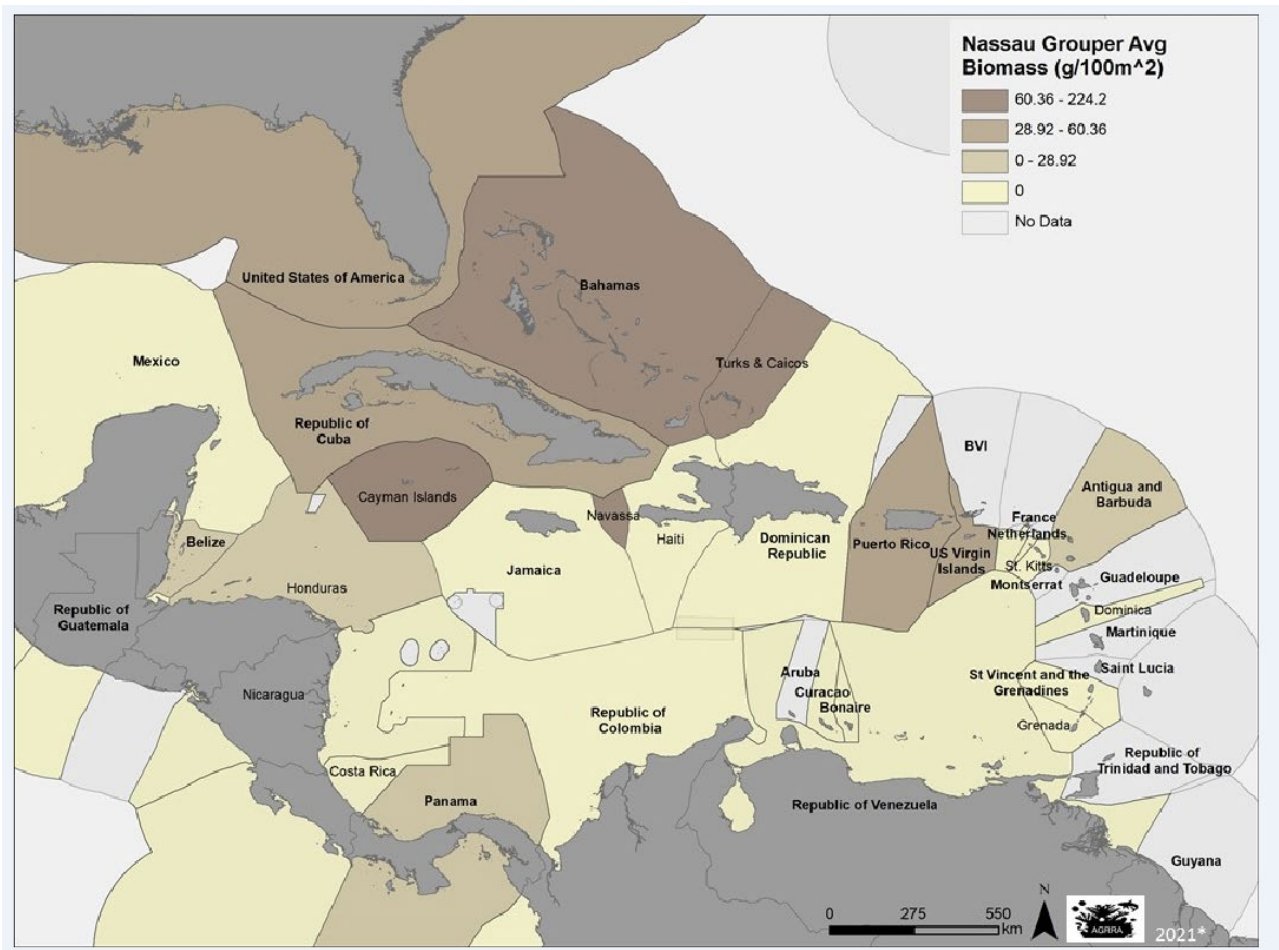 Nassau Grouper Avg
Biomass (g/100m^2)
60.36 - 224.2
28.92 - 60.36
0 - 28.92
0
No Data
United States of America
Bahamas
Mexico
Turks & Caicos
Republic of
Cuba
BVI
Cayman Islands
Antigua and
Barbuda
Navassa
France
Netherlands
Belize
Haiti
Dominican
Republic
Puerto Rico
US Virgin
Islands
St. Kitts
Jamaica
Montserrat
Guadeloupe
Honduras
Republic of
Guatemala
Dominica
Martinique
Saint Lucia
Aruba
St Vincent and the
Grenadines
Nicaragua
Curacao
Bonaire
Republic of
Colombia
Grenada
Costa Rica
Republic of
Trinidad and Tobago
Panama
Republic of Venezuela
Guyana
N
0 275 550
km
AGRRA
2021*